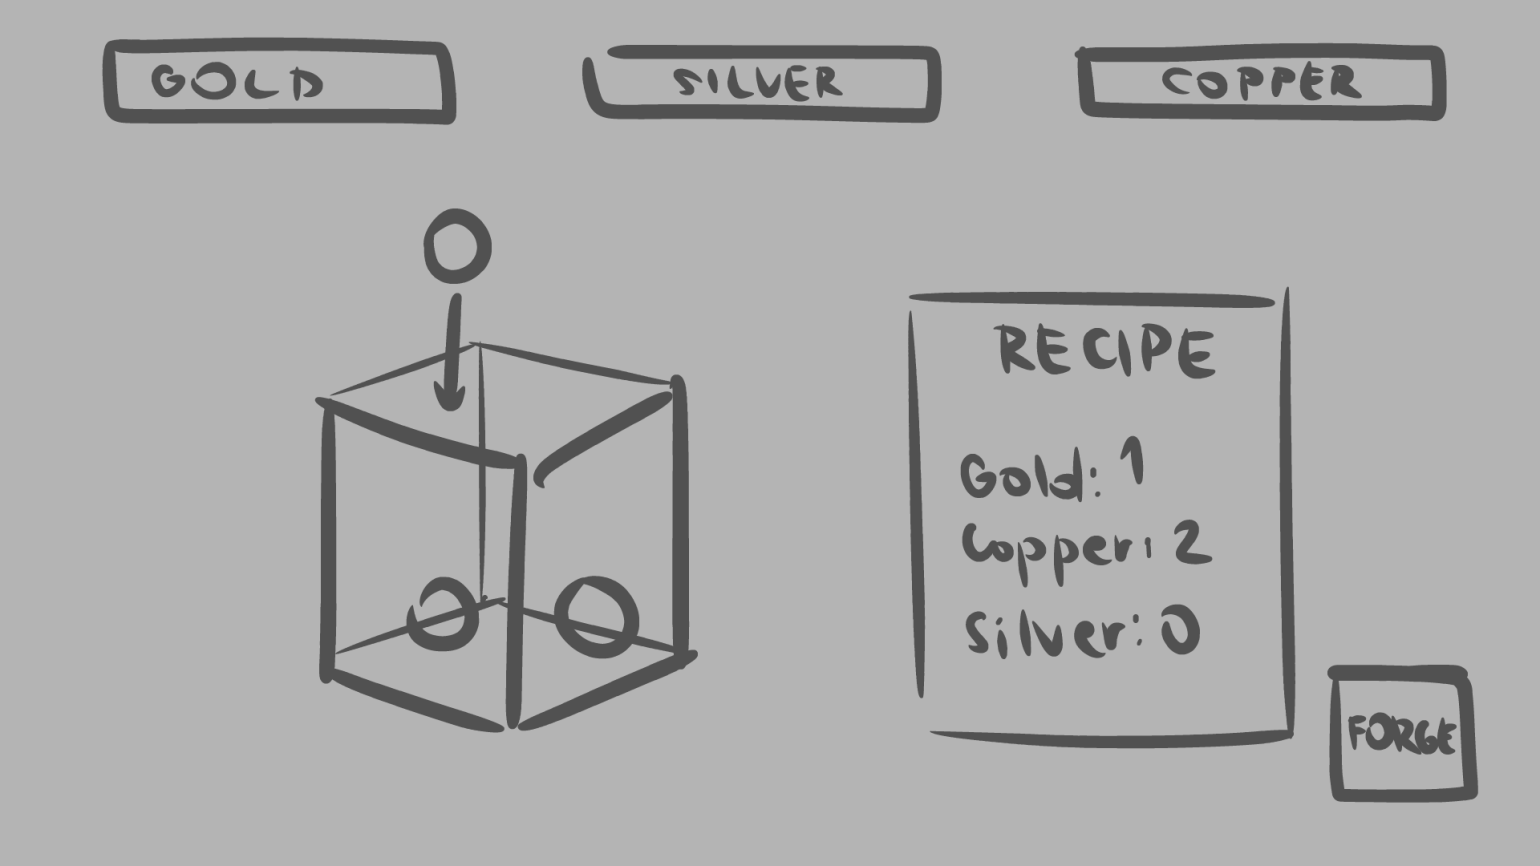 GOLD
SILVER
COPPER
RECIPE
Gold: 1
Copper: 2
Silver: 0
FORGE